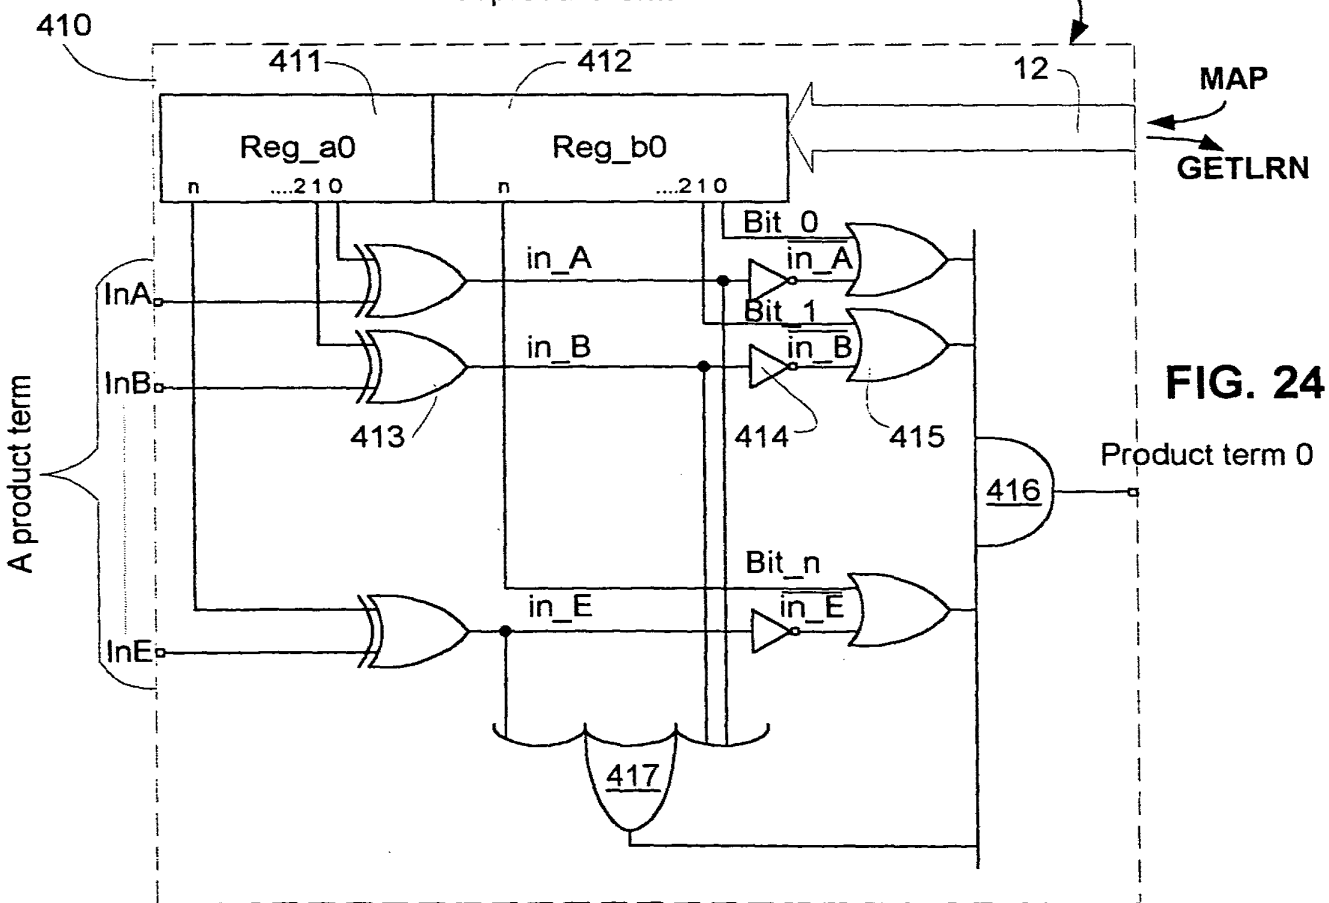 410
411
412
12
MAP
GETLRN
Reg_a0
Reg_b0
n ....2 1 0
n ....2 1 0
Bit_0
in_A
in_A
InA
Bit_1
in_B
in_B
InB
FIG. 24
413
414
415
A product term
Product term 0
416
Bit_n
in_E
in_E
InE
417